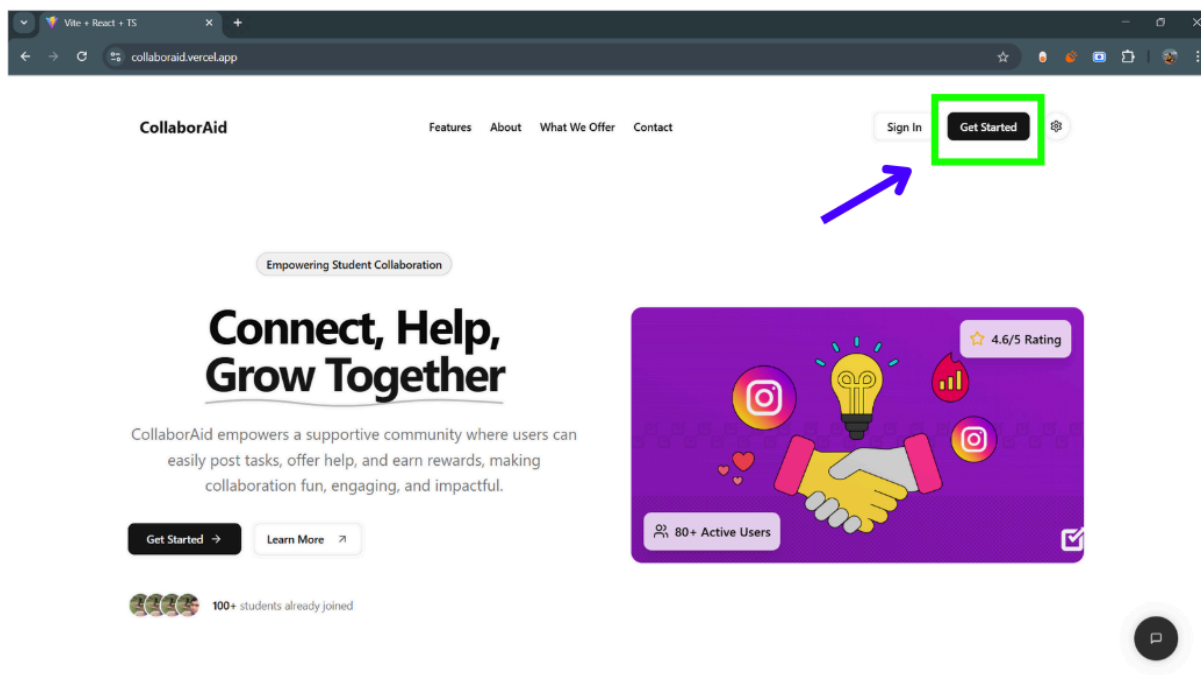 Vite + React + TS
collaboraid.vercel.app
CollaborAid
Features About What We Offer Contact
Sign In Get Started
Empowering Student Collaboration
Connect, Help,
Grow Together
CollaborAid empowers a supportive community where users can
easily post tasks, offer help, and earn rewards, making
collaboration fun, engaging, and impactful.
Get Started → Learn More ↗
100+ students already joined
4.6/5 Rating
80+ Active Users